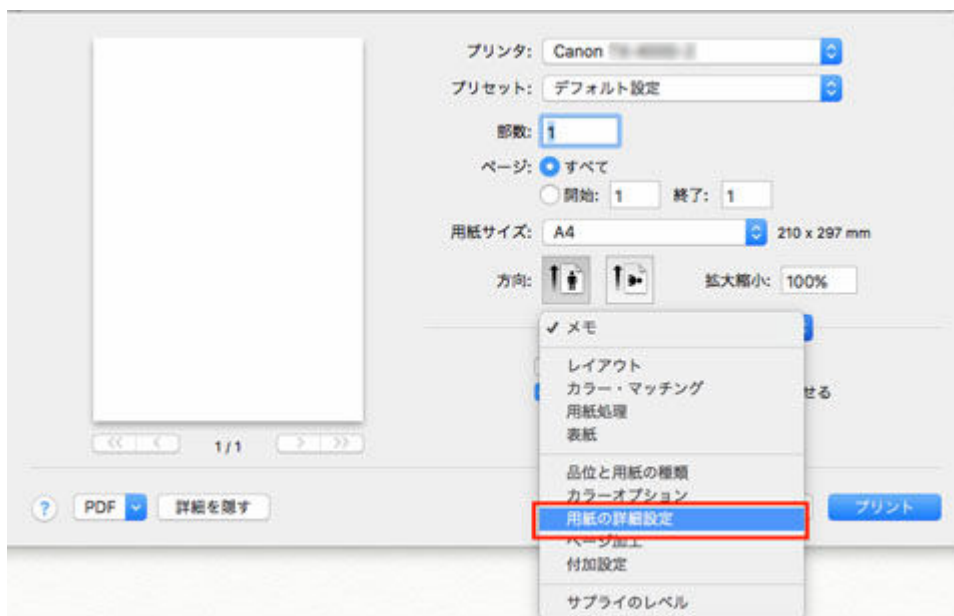 プリンタ: Canon
プリセット: デフォルト設定
部数: 1
ページ: すべて
開始: 1 終了: 1
用紙サイズ: A4 210 x 297 mm
方向: 拡大縮小: 100%
✓ メモ
レイアウト
カラー・マッチング
せる
用紙処理
表紙
<< < 1 / 1 > >>
品位と用紙の種類
カラーオプション
? PDF 詳細を隠す プリント
用紙の詳細設定
ページ加工
付加設定
サプライのレベル